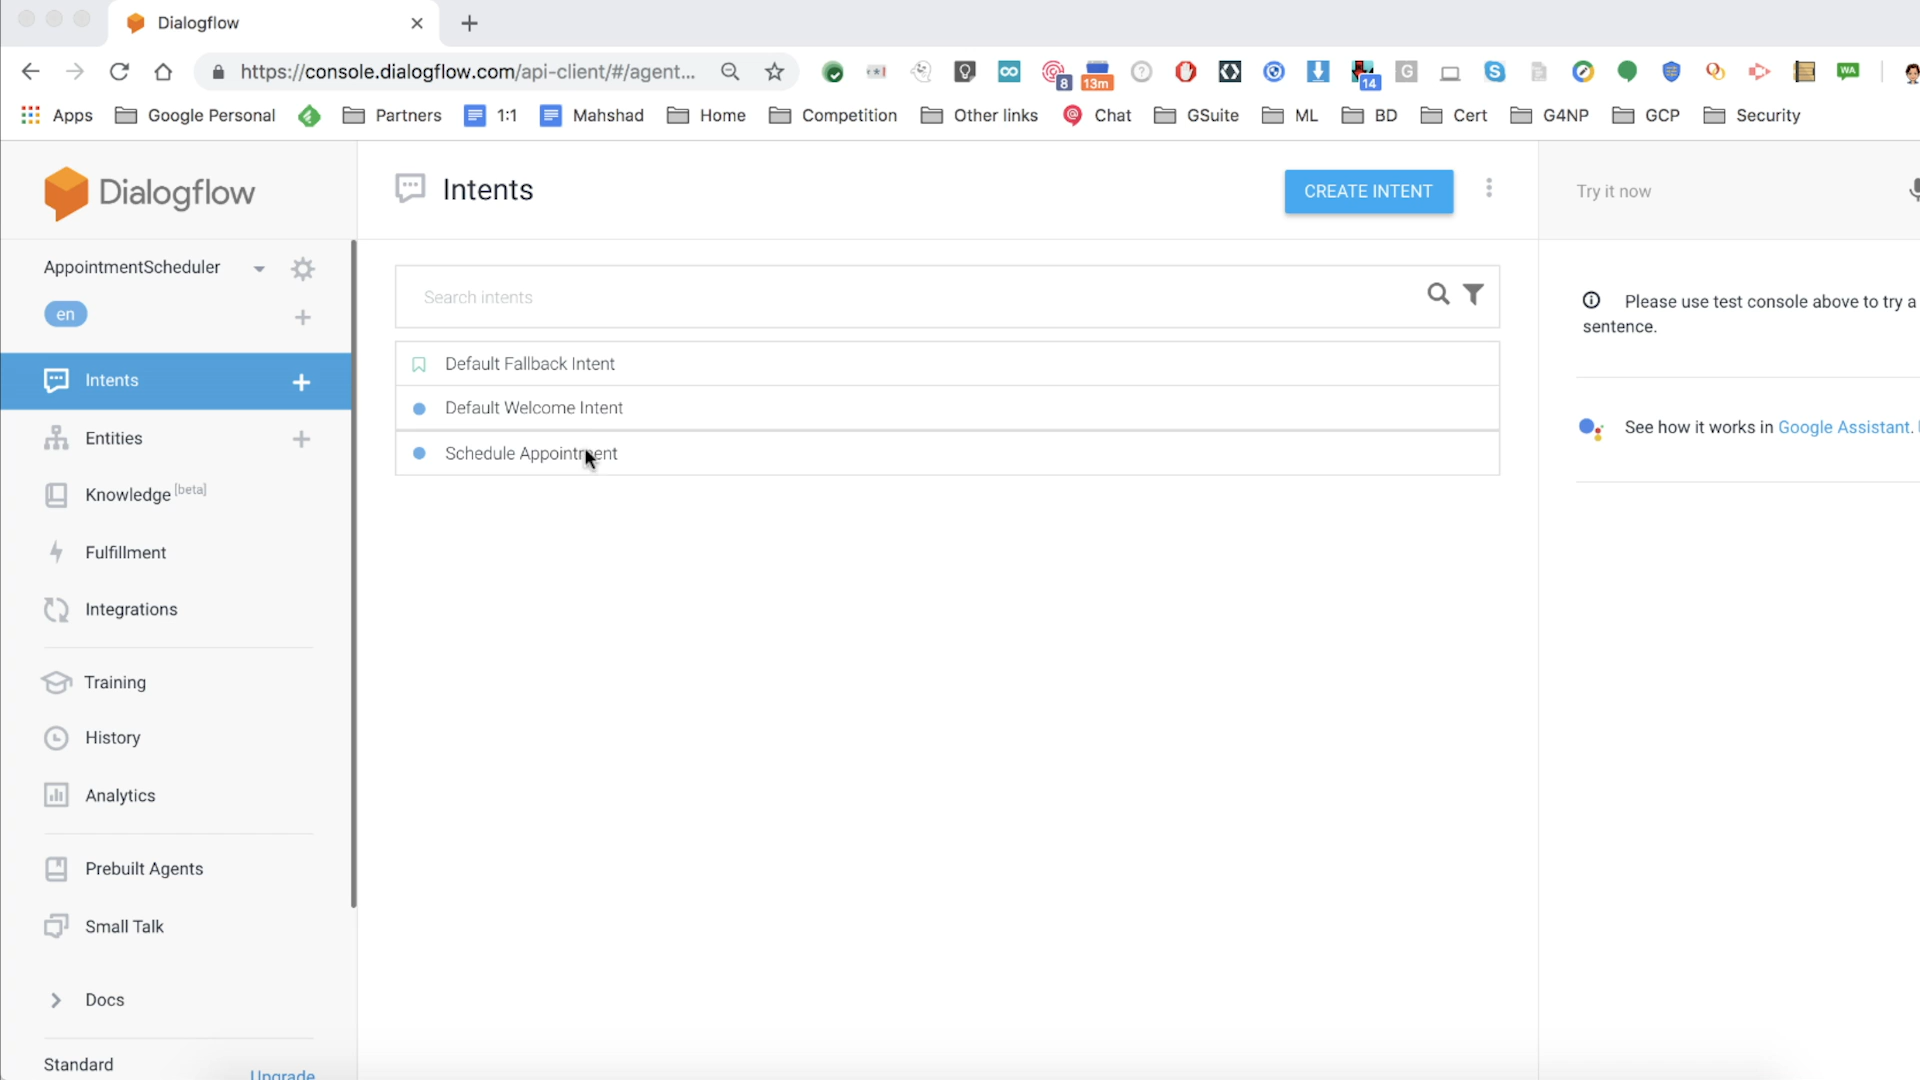 Dialogflow
https://console.dialogflow.com/api-client/#/agent...
8
13m
14
G
WA
Apps
Google Personal
Partners
1:1
Mahshad
Home
Competition
Other links
Chat
GSuite
ML
BD
Cert
G4NP
GCP
Security
Dialogflow
AppointmentScheduler
en
Intents
Entities
Knowledge [beta]
Fulfillment
Integrations
Training
History
Analytics
Prebuilt Agents
Small Talk
Docs
Standard
Upgrade
Intents
CREATE INTENT
Search intents
Default Fallback Intent
Default Welcome Intent
Schedule Appointment
Try it now
Please use test console above to try a
sentence.
See how it works in Google Assistant.